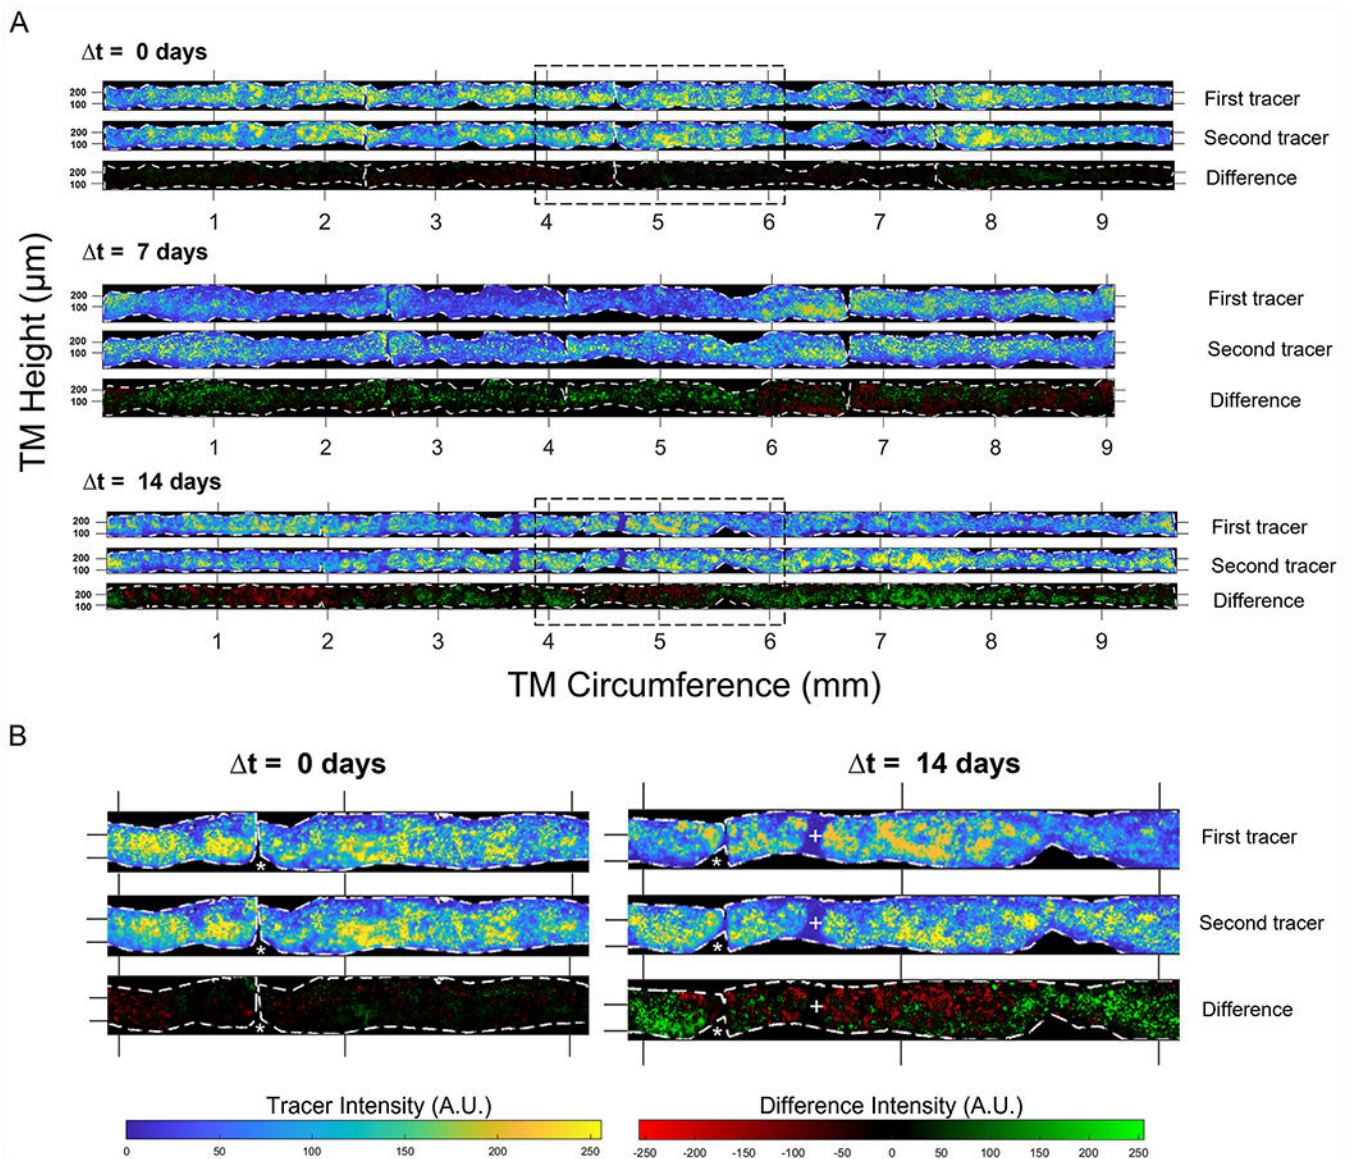 A
Δt = 0 days
200
100
First tracer
200
100
Second tracer
200
100
Difference
1 2 3 4 5 6 7 8 9
Δt = 7 days
200
100
First tracer
200
100
Second tracer
200
100
Difference
1 2 3 4 5 6 7 8 9
Δt = 14 days
200
100
First tracer
200
100
Second tracer
200
100
Difference
1 2 3 4 5 6 7 8 9
TM Height (µm)
TM Circumference (mm)
B
Δt = 0 days Δt = 14 days
* * +
First tracer
* * +
Second tracer
* * +
Difference
Tracer Intensity (A.U.) Difference Intensity (A.U.)
0 50 100 150 200 250 -250 -200 -150 -100 -50 0 50 100 150 200 250